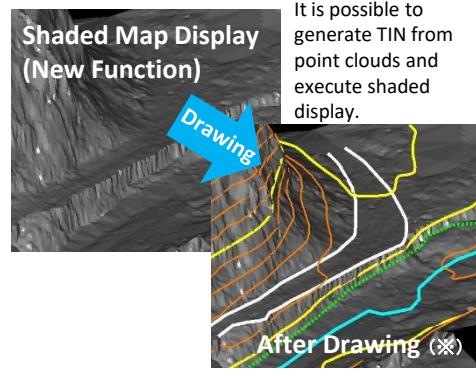 Shaded Map Display
(New Function)
It is possible to
generate TIN from
point clouds and
execute shaded
display.
Drawing
After Drawing (※)